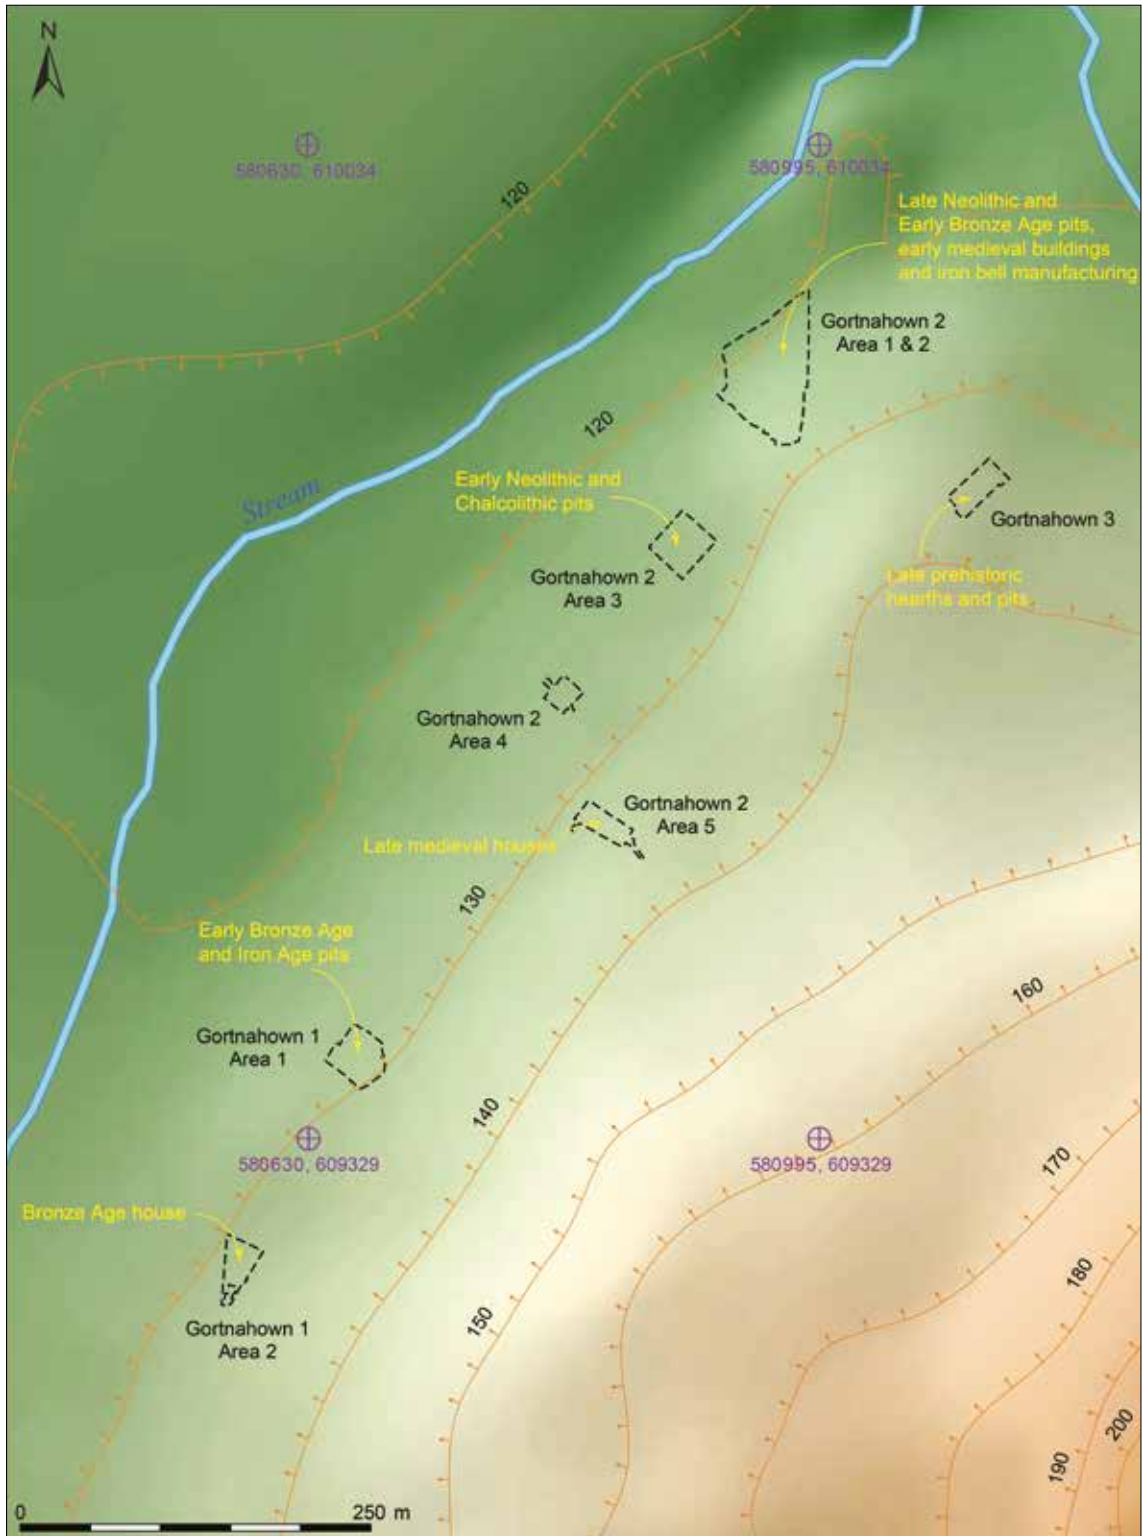 N
580630, 610034
580995, 610034
120
Late Neolithic and
Early Bronze Age pits,
early medieval buildings
and iron bell manufacturing
Gortnahown 2
Area 1 & 2
120
Early Neolithic and
Chalcolithic pits
Stream
Gortnahown 3
Gortnahown 2
Area 3
Late prehistoric
hearths and pits
Gortnahown 2
Area 4
Gortnahown 2
Area 5
Late medieval houses
130
Early Bronze Age
and Iron Age pits
160
Gortnahown 1
Area 1
140
580630, 609329
580995, 609329
170
Bronze Age house
180
150
Gortnahown 1
Area 2
200
190
0
250 m